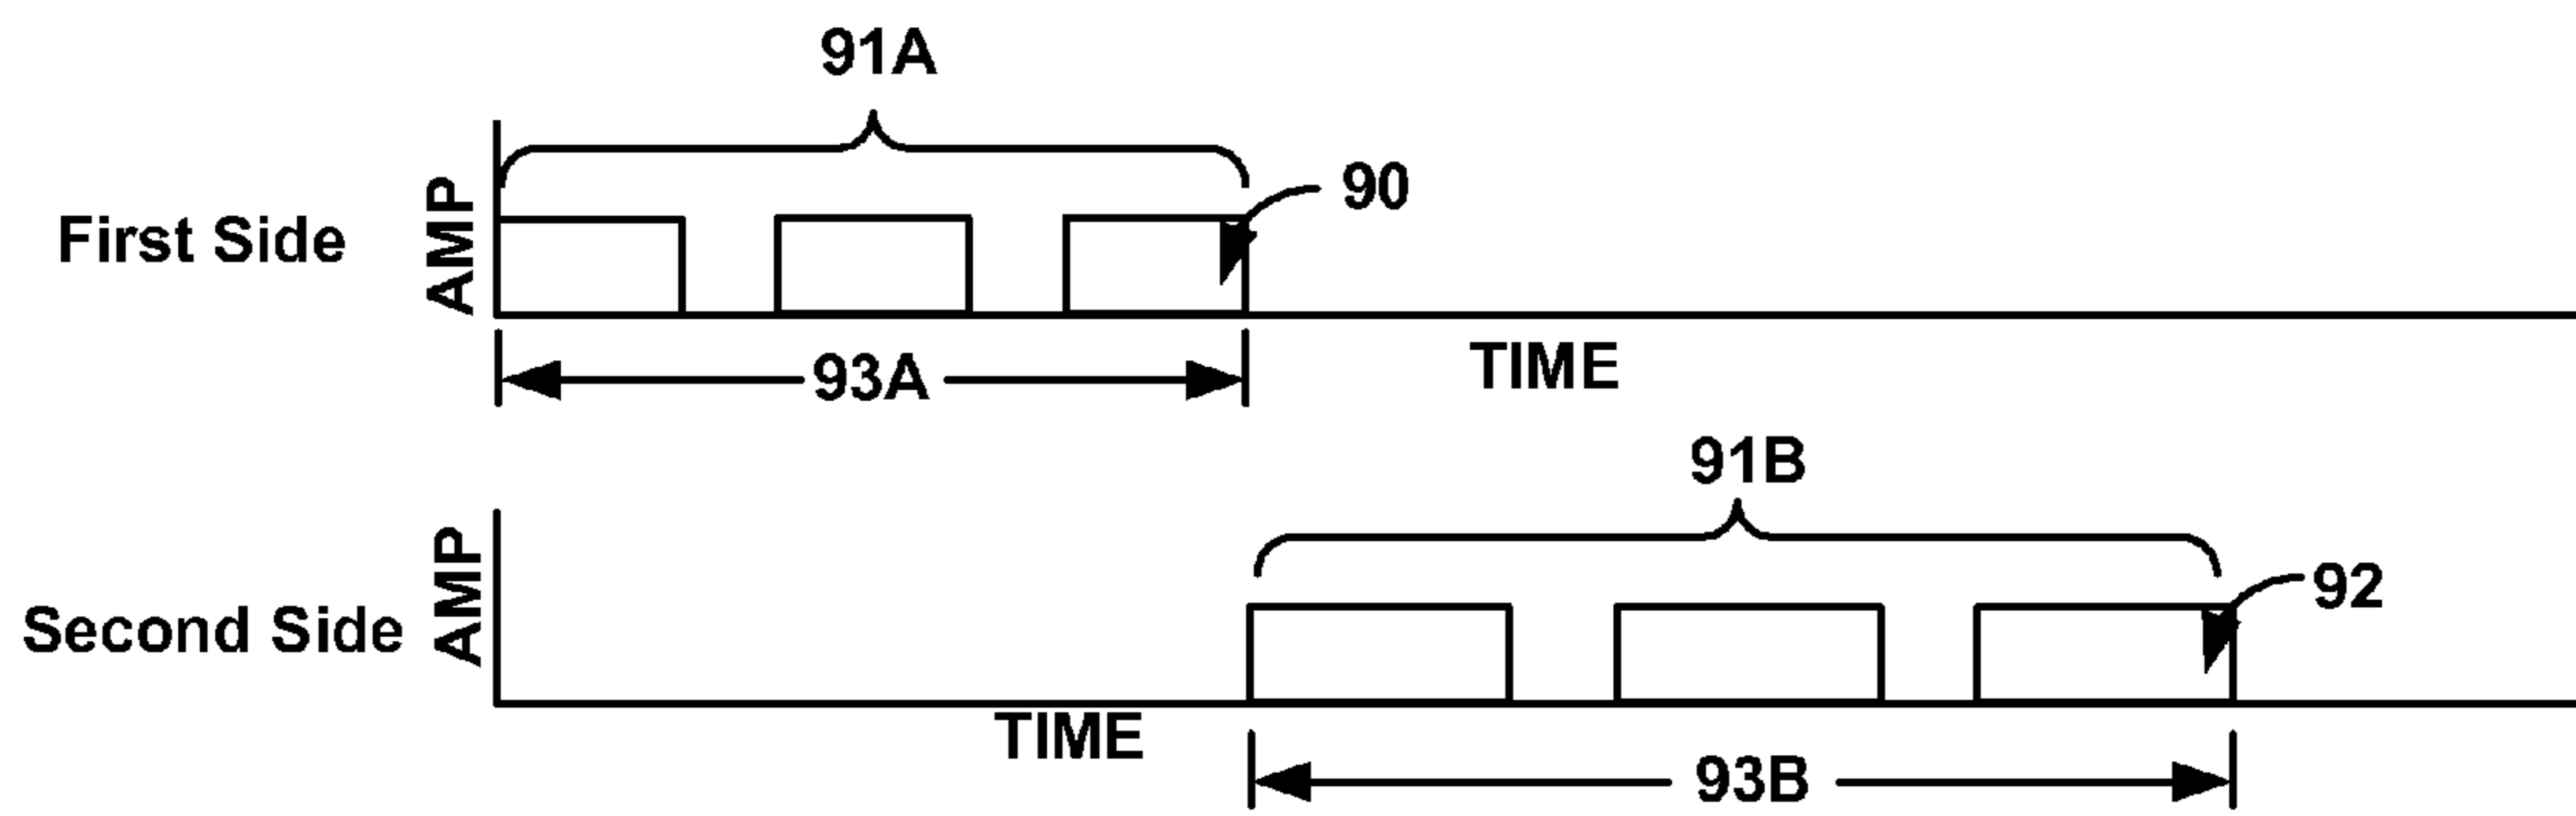 91A
90
First Side
AMP
93A
TIME
91B
92
Second Side
AMP
TIME
93B